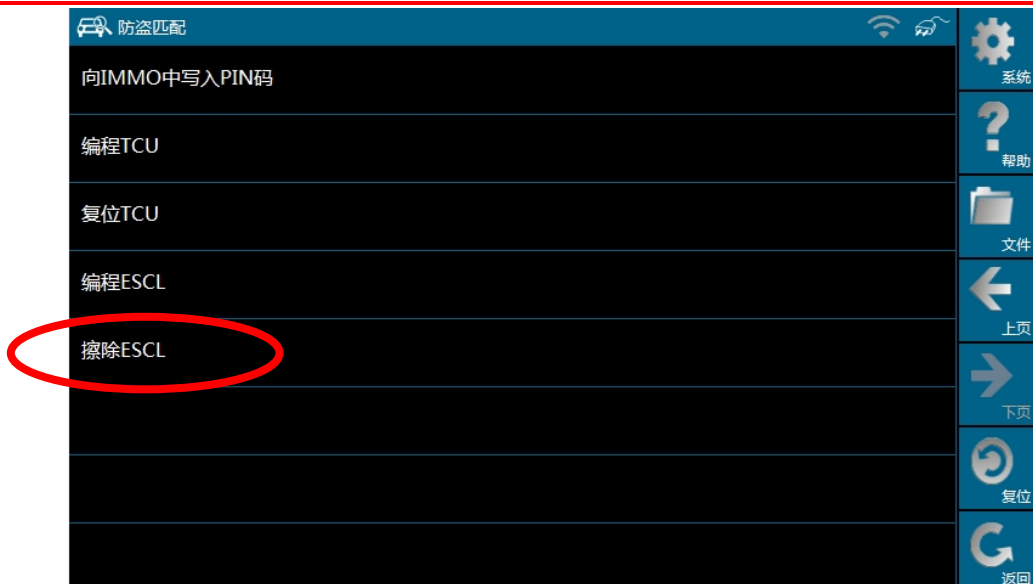 防盗匹配
向IMMO中写入PIN码
编程TCU
复位TCU
编程ESCL
擦除ESCL
系统
帮助
文件
上页
下页
复位
返回